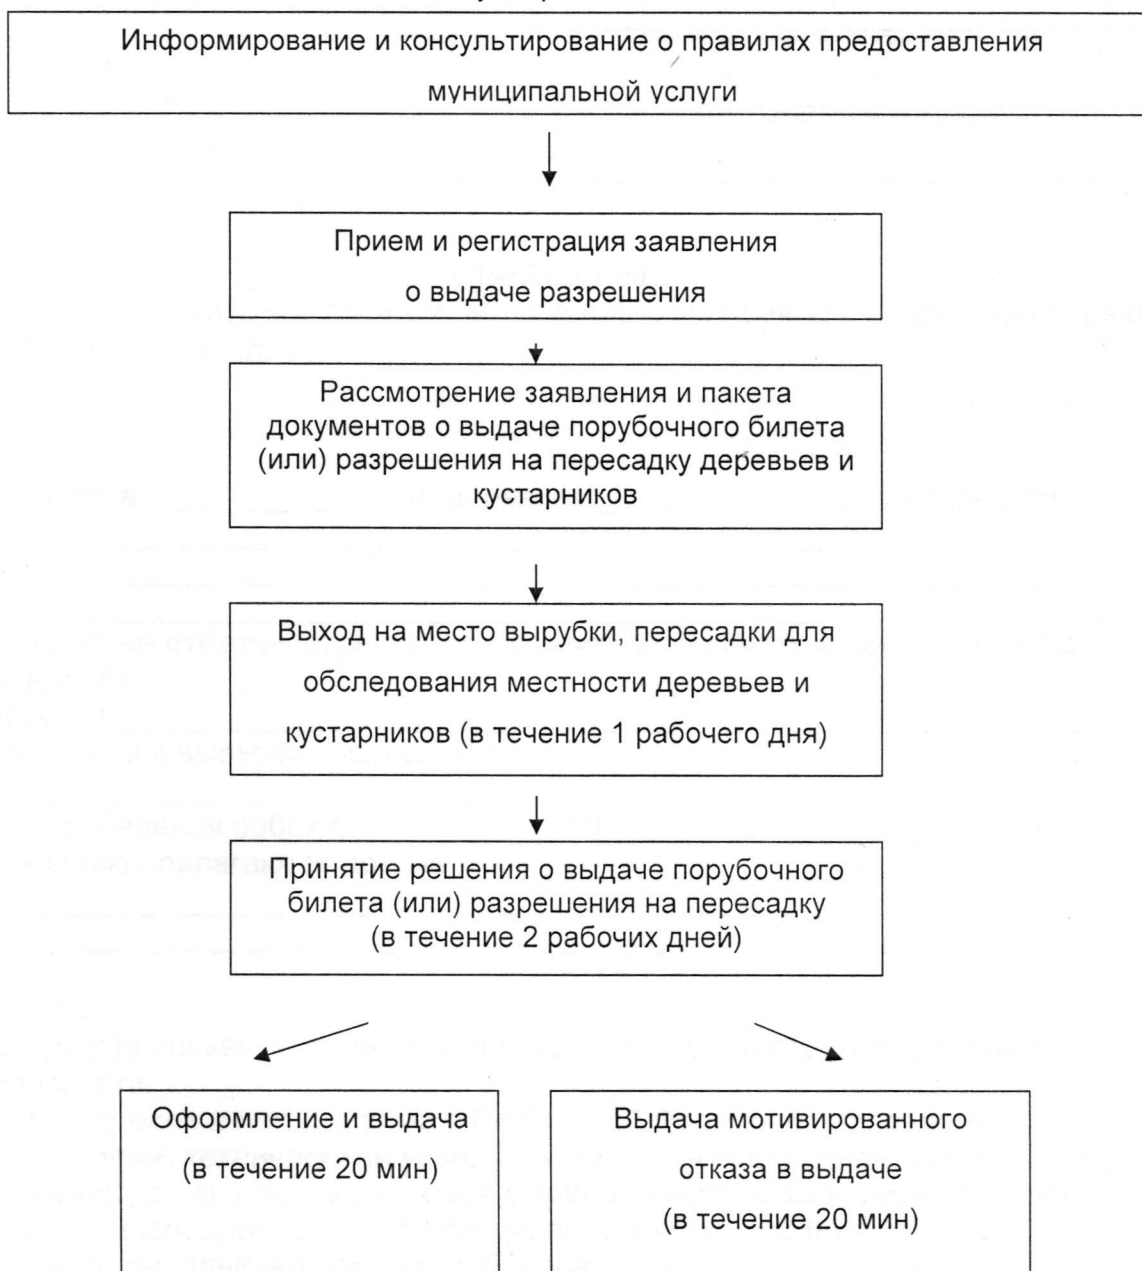 Информирование и консультирование о правилах предоставления
муниципальной услуги
Прием и регистрация заявления
о выдаче разрешения
Рассмотрение заявления и пакета
документов о выдаче порубочного билета
(или) разрешения на пересадку деревьев и
кустарников
Выход на место вырубки, пересадки для
обследования местности деревьев и
кустарников (в течение 1 рабочего дня)
Принятие решения о выдаче порубочного
билета (или) разрешения на пересадку
(в течение 2 рабочих дней)
Оформление и выдача
(в течение 20 мин)
Выдача мотивированного
отказа в выдаче
(в течение 20 мин)